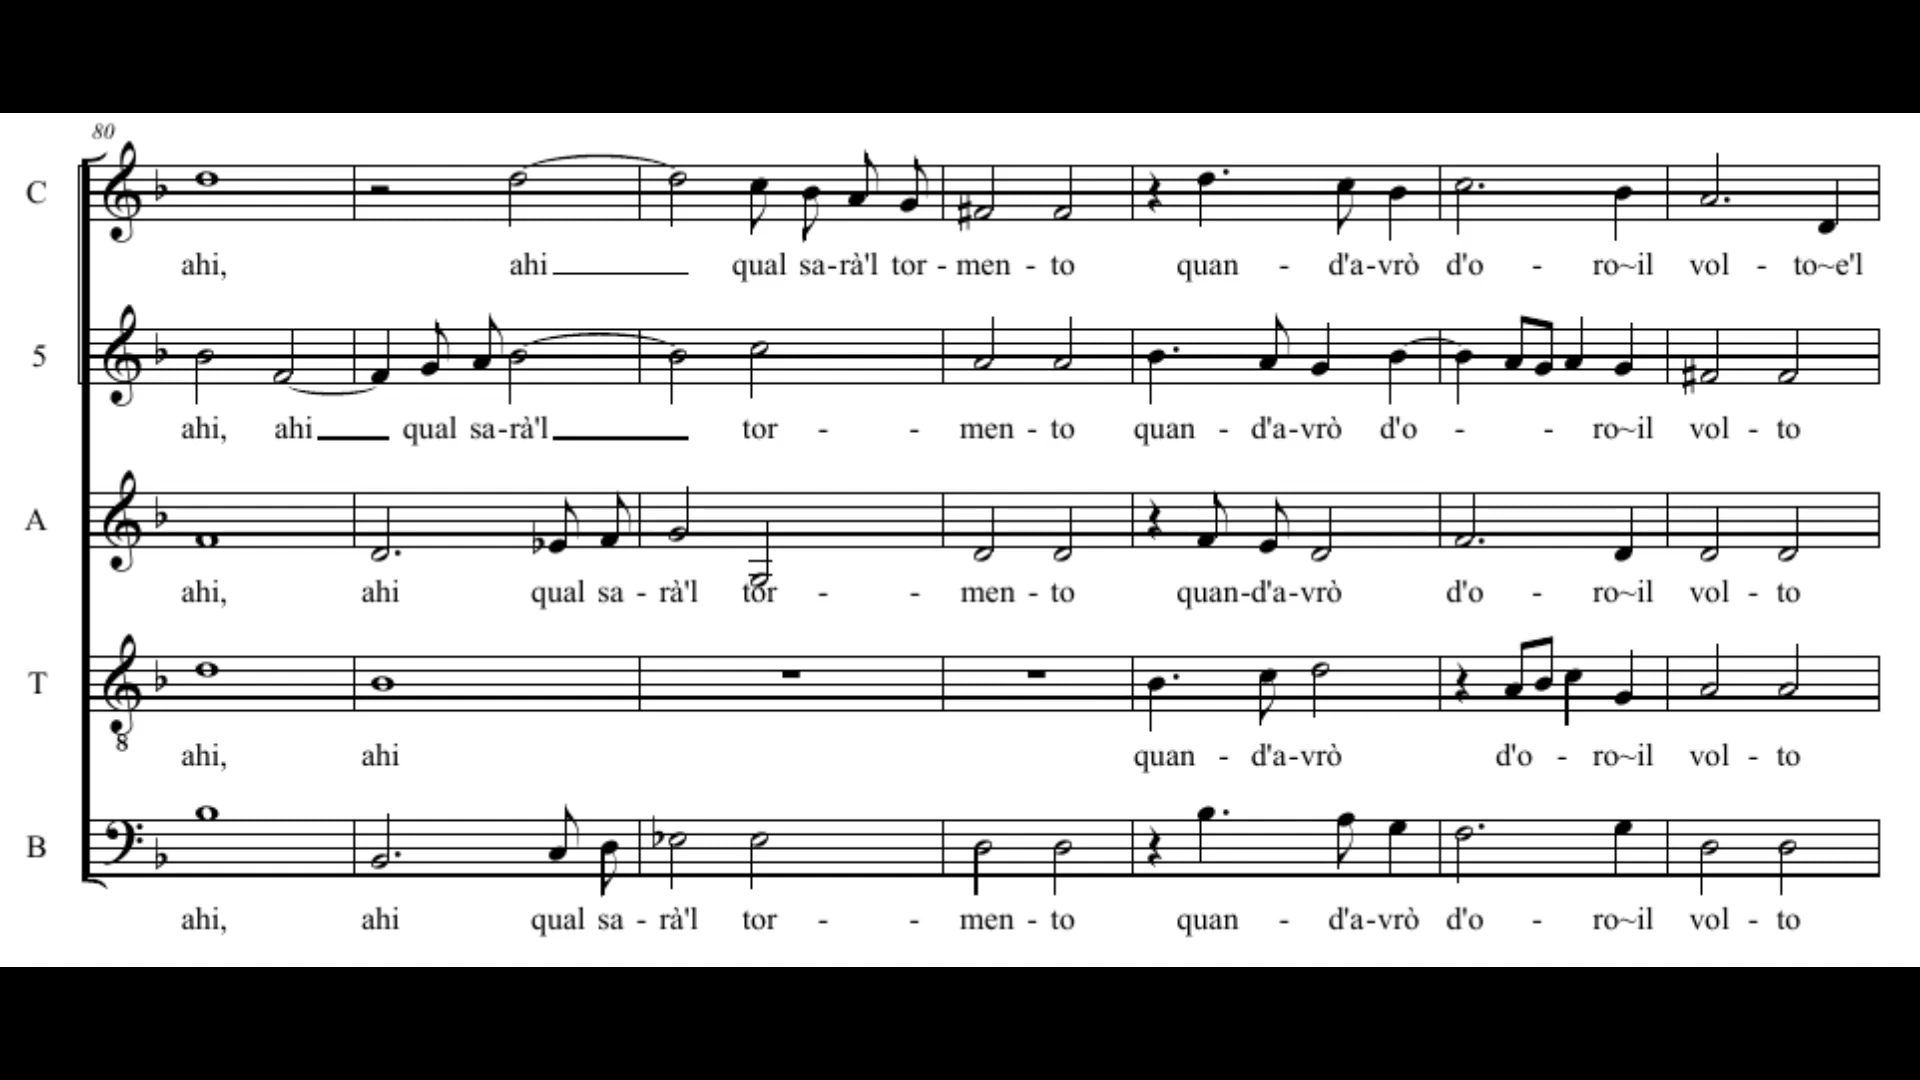 80
C
ahi, ahi qual sa-rà'l tor - men - to quan - d'a-vrò d'o - ro~il vol - to~e'l
5
ahi, ahi qual sa-rà'l tor - - men - to quan - d'a-vrò d'o - - ro~il vol - to
A
ahi, ahi qual sa - rà'l tor - - men - to quan-d'a-vrò d'o - ro~il vol - to
T
8
ahi, ahi quan - d'a-vrò d'o - ro~il vol - to
B
ahi, ahi qual sa - rà'l tor - - men - to quan - d'a-vrò d'o - ro~il vol - to